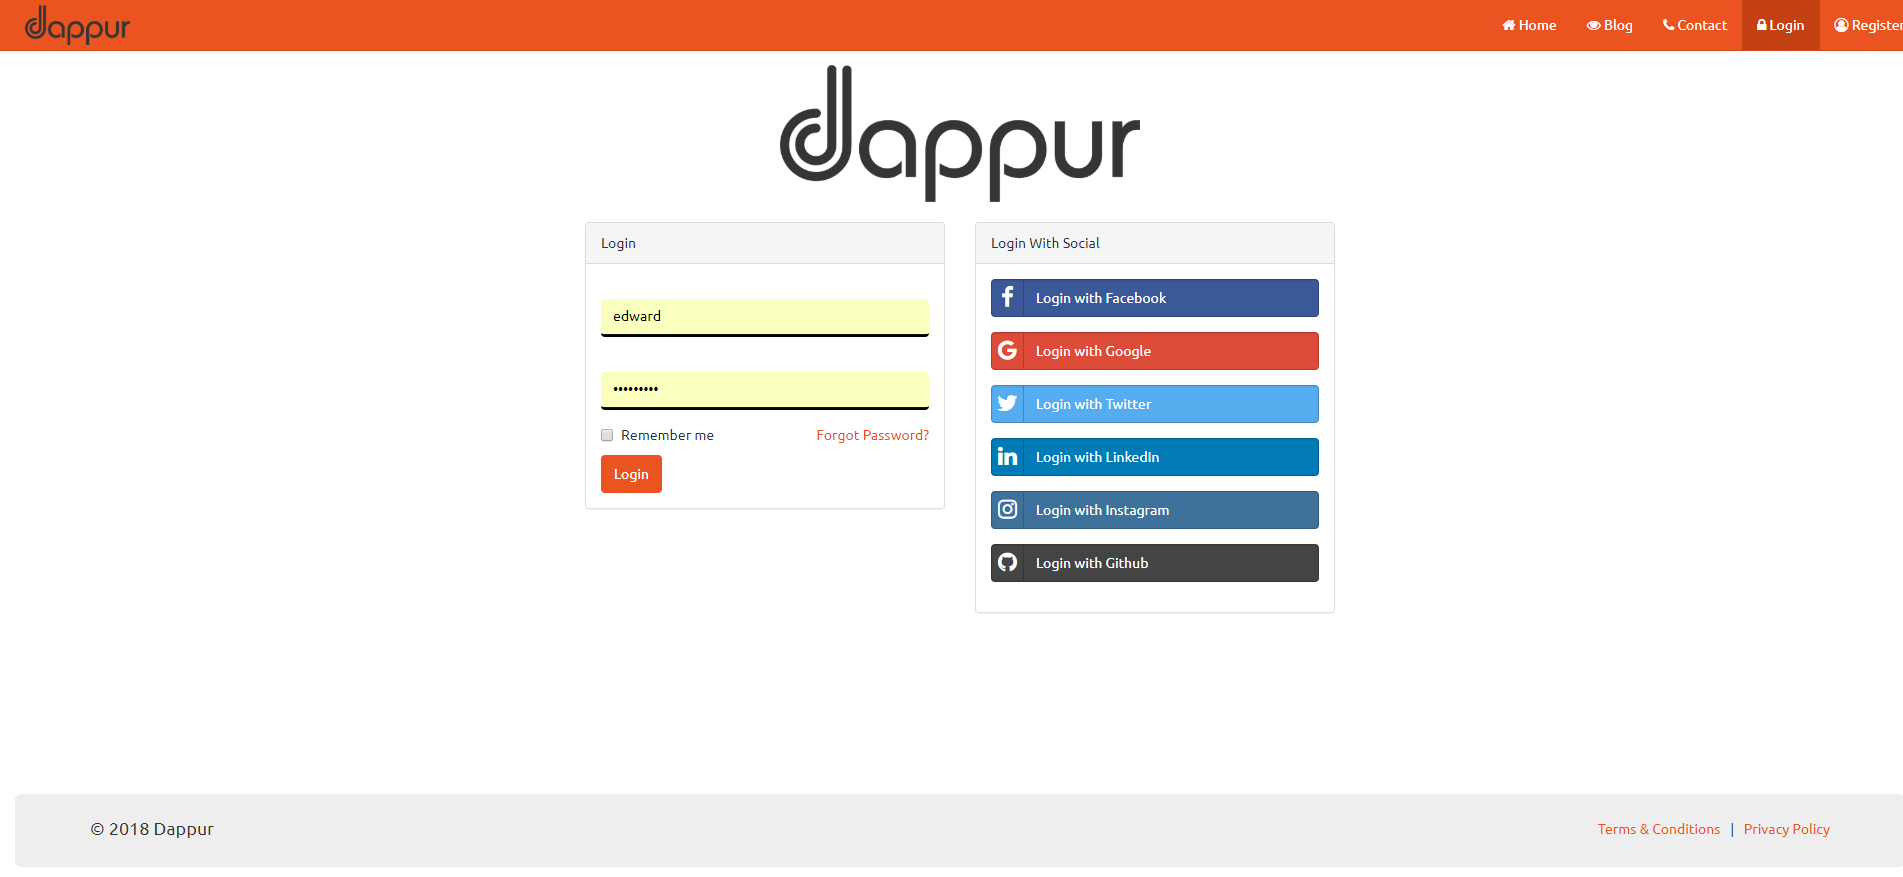 dappur
Home Blog Contact Login Register
dappur
Login
edward
•••••••••
Remember me Forgot Password?
Login
Login With Social
Login with Facebook
Login with Google
Login with Twitter
Login with LinkedIn
Login with Instagram
Login with Github
© 2018 Dappur
Terms & Conditions | Privacy Policy